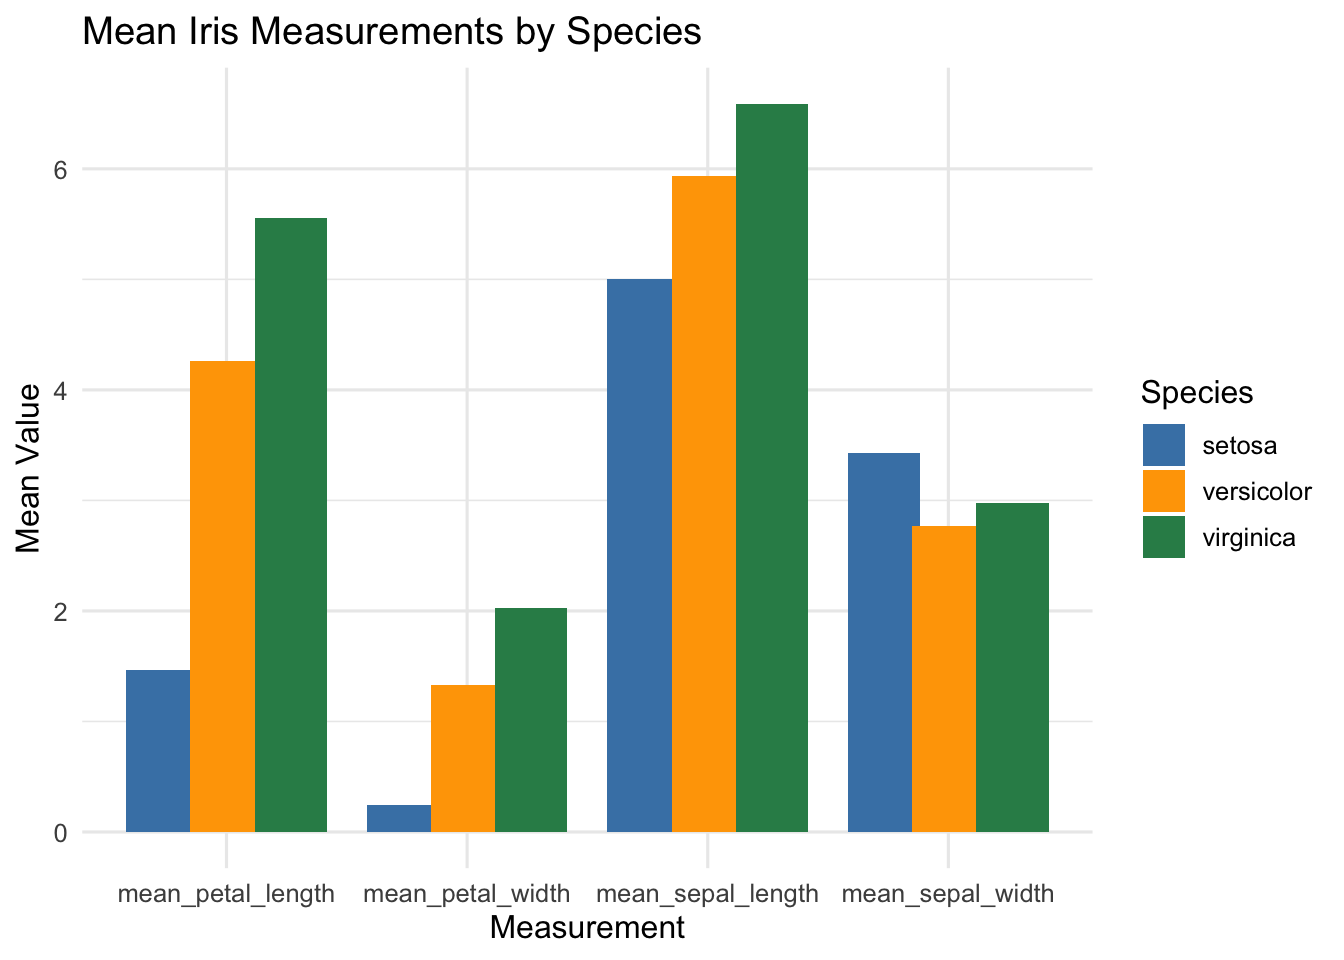 Mean Iris Measurements by Species
Mean Value
6
4
2
0
mean_petal_length mean_petal_width mean_sepal_length mean_sepal_width
Measurement
Species
setosa
versicolor
virginica